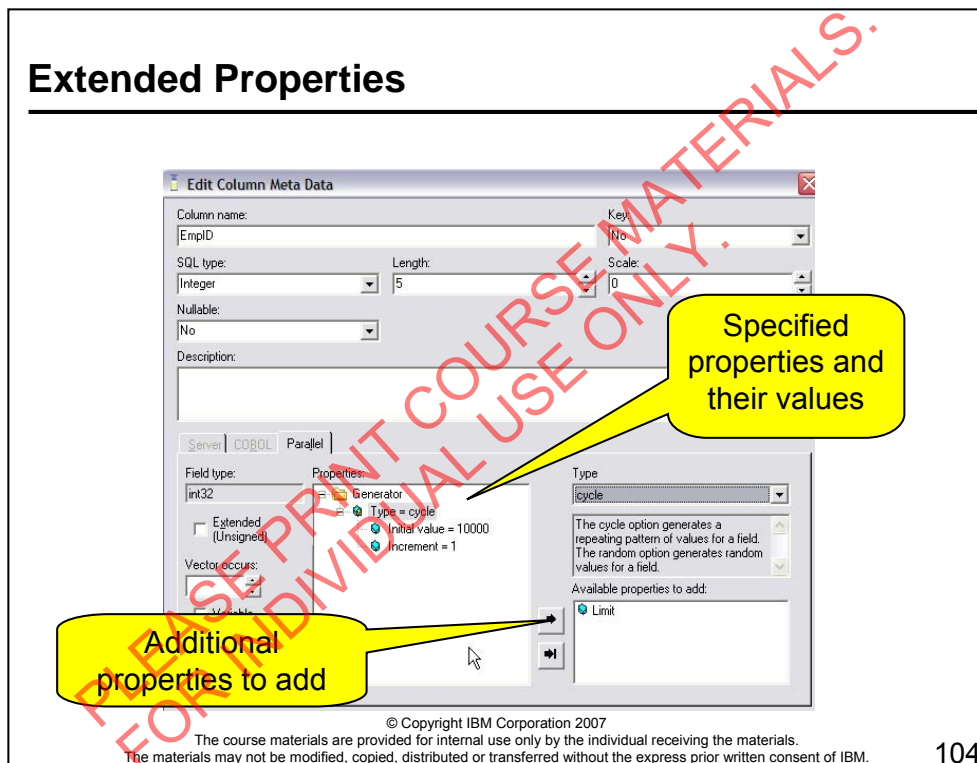 Extended Properties
Edit Column Meta Data
Column name:
Key:
EmpID
No
SQL type:
Length:
Scale:
Integer
5
0
Nullable:
No
Description:
Specified
properties and
their values
Server
COBOL
Parallel
Field type:
Properties:
Type
int32
Generator
cycle
Type = cycle
Extended
(Unsigned)
Initial value = 10000
Increment = 1
The cycle option generates a
repeating pattern of values for a field.
The random option generates random
values for a field.
Vector occurs:
Available properties to add:
Variable
Limit
Additional
properties to add
PLEASE PRINT COURSE MATERIALS.
FOR INDIVIDUAL USE ONLY.
© Copyright IBM Corporation 2007
The course materials are provided for internal use only by the individual receiving the materials.
The materials may not be modified, copied, distributed or transferred without the express prior written consent of IBM.
104